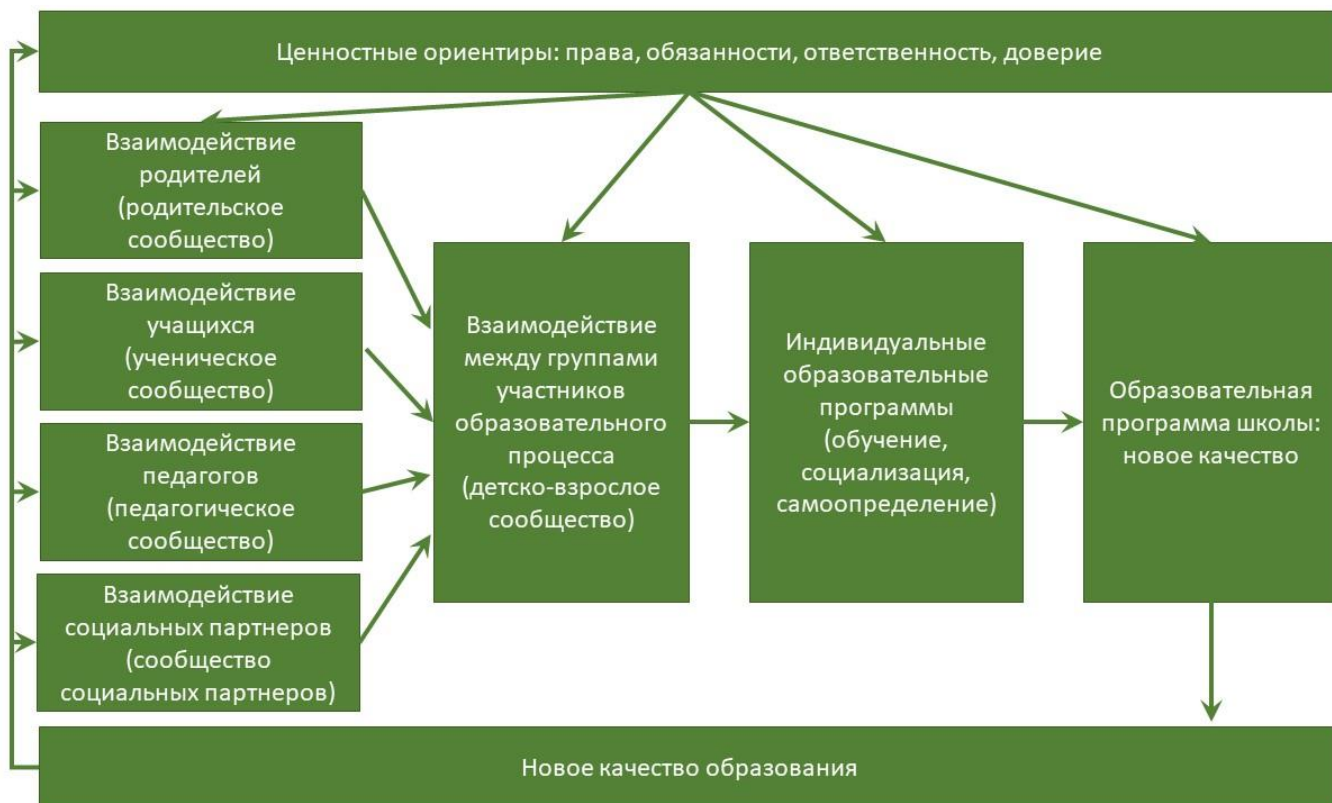 Ценностные ориентиры: права, обязанности, ответственность, доверие
Взаимодействие
родителей
(родительское
сообщество)
Взаимодействие
учащихся
(ученическое
сообщество)
Взаимодействие
педагогов
(педагогическое
сообщество)
Взаимодействие
социальных партнеров
(сообщество
социальных партнеров)
Взаимодействие
между группами
участников
образовательного
процесса
(детско-взрослое
сообщество)
Индивидуальные
образовательные
программы
(обучение,
социализация,
самоопределение)
Образовательная
программа школы:
новое качество
Новое качество образования